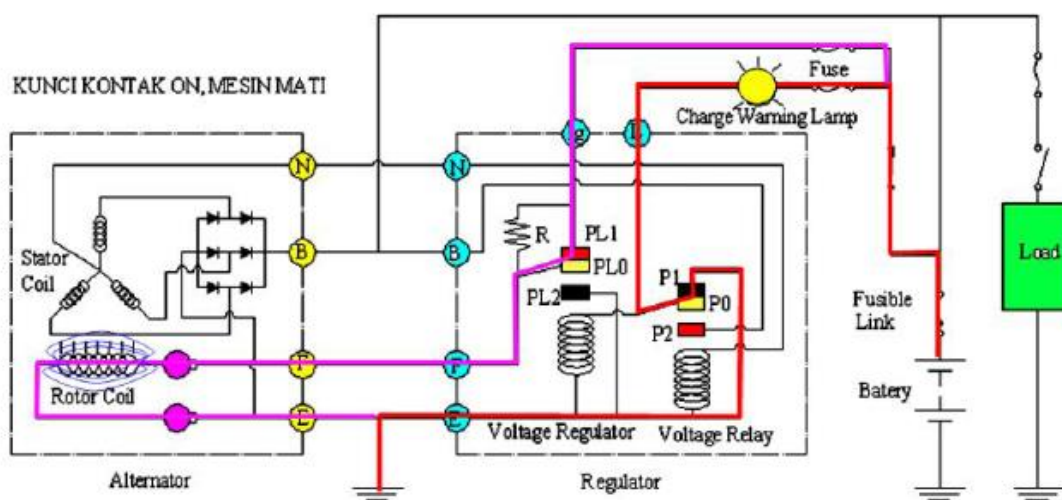 KUNCI KONTAK ON, MESIN MATI
Fuse
Charge Warning Lamp
Ig
L
N
N
B
B
R
PL1
PL0
PL2
P1
P0
P2
Stator
Coil
Load
Fusible
Link
F
F
Rotor Coil
Batery
E
E
Voltage Regulator
Voltage Relay
Alternator
Regulator